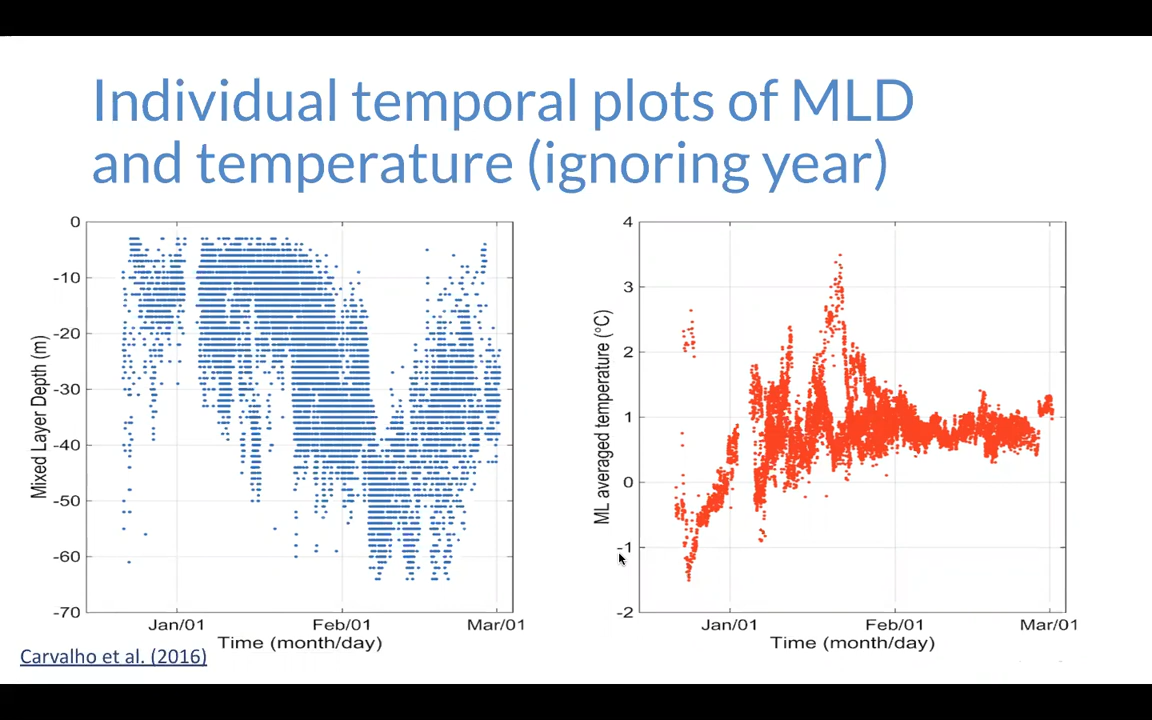 Individual temporal plots of MLD
and temperature (ignoring year)
0
-10
-20
-30
-40
-50
-60
-70
Mixed Layer Depth (m)
Jan/01 Feb/01 Mar/01
Time (month/day)
4
3
2
1
0
-1
-2
ML averaged temperature (°C)
Jan/01 Feb/01 Mar/01
Time (month/day)
Carvalho et al. (2016)